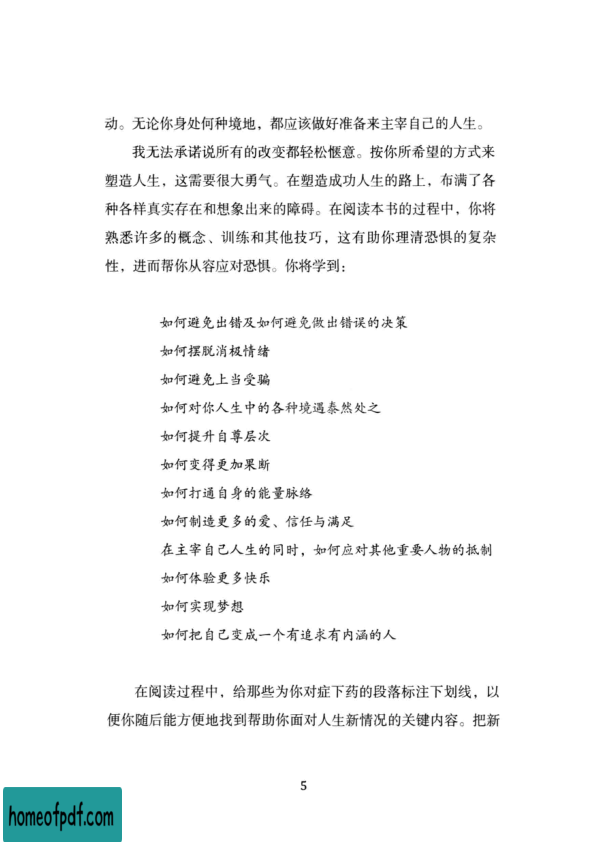 动。无论你身处何种境地，都应该做好准备来主宰自己的人生。
我无法承诺说所有的改变都轻松惬意。按你所希望的方式来
塑造人生，这需要很大勇气。在塑造成功人生的路上，布满了各
种各样真实存在和想象出来的障碍。在阅读本书的过程中，你将
熟悉许多的概念、训练和其他技巧，这有助你理清恐惧的复杂
性，进而帮你从容应对恐惧。你将学到：
如何避免出错及如何避免做出错误的决策
如何摆脱消极情绪
如何避免上当受骗
如何对你人生中的各种境遇泰然处之
如何提升自尊层次
如何变得更加果断
如何打通自身的能量脉络
如何制造更多的爱、信任与满足
在主宰自己人生的同时，如何应对其他重要人物的抵制
如何体验更多快乐
如何实现梦想
如何把自己变成一个有追求有内涵的人
在阅读过程中，给那些为你对症下药的段落标注下划线，以
便你随后能方便地找到帮助你面对人生新情况的关键内容。把新
5
homeofpdf.com